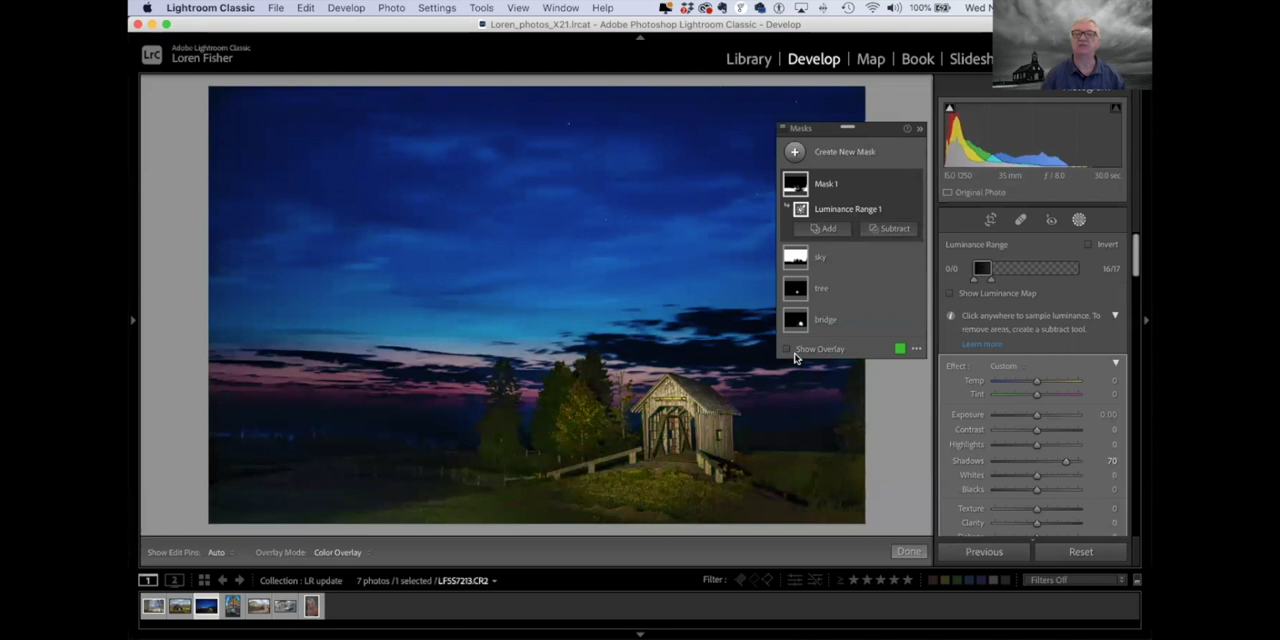 Lightroom Classic File Edit Develop Photo Settings Tools View Window Help 100% Wed N
Loren_photos_X21.lrcat - Adobe Photoshop Lightroom Classic - Develop
LrC Adobe Lightroom Classic
Loren Fisher
Library | Develop | Map | Book | Slidesh
ISO 1250 35 mm f / 8.0 30.0 sec
Original Photo
Masks
Create New Mask
Mask 1
Luminance Range 1
Add Subtract
sky
tree
bridge
Show Overlay
Luminance Range Invert
0/0 16/17
Show Luminance Map
Click anywhere to sample luminance. To
remove areas, create a subtract tool.
Learn more
Effect : Custom
Temp 0
Tint 0
Exposure 0.00
Contrast 0
Highlights 0
Shadows 70
Whites 0
Blacks 0
Texture 0
Clarity 0
Show Edit Pins: Auto Overlay Mode: Color Overlay Done Previous Reset
1 2 Collection : LR update 7 photos /1 selected / LFSS7213.CR2 Filter : ≥ ★★★★★ Filters Off